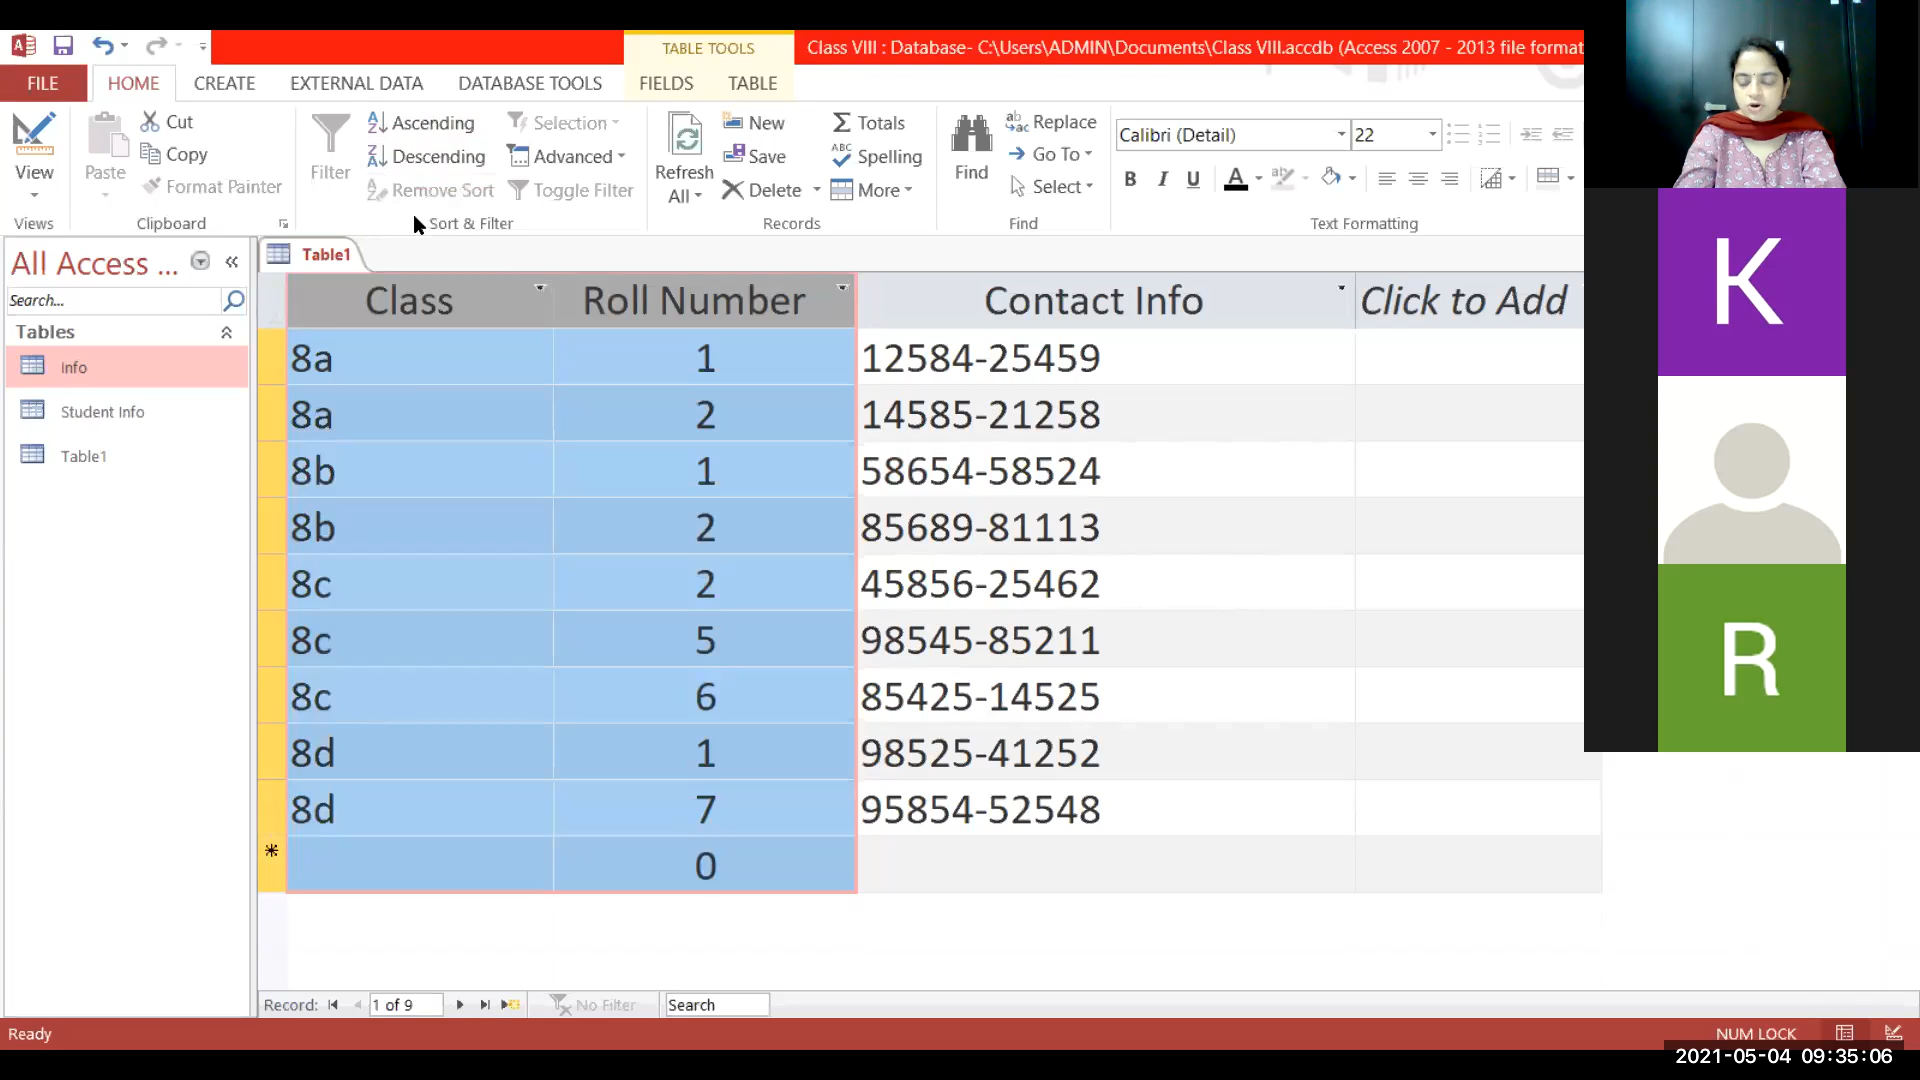 TABLE TOOLS
Class VIII : Database- C:\Users\ADMIN\Documents\Class VIII.accdb (Access 2007 - 2013 file format
FILE HOME CREATE EXTERNAL DATA DATABASE TOOLS FIELDS TABLE
View
Views
Paste
Cut
Copy
Format Painter
Clipboard
Filter
Ascending
Descending
Remove Sort
Selection
Advanced
Toggle Filter
Sort & Filter
Refresh All
New
Save
Delete
Totals
Spelling
More
Records
Find
Replace
Go To
Select
Find
Calibri (Detail) 22
B I U A
Text Formatting
All Access ...
Search...
Tables
Info
Student Info
Table1
Table1
Class Roll Number Contact Info Click to Add
8a 1 12584-25459
8a 2 14585-21258
8b 1 58654-58524
8b 2 85689-81113
8c 2 45856-25462
8c 5 98545-85211
8c 6 85425-14525
8d 1 98525-41252
8d 7 95854-52548
0
Record: 1 of 9 No Filter Search
Ready
NUM LOCK
2021-05-04 09:35:06
K
R